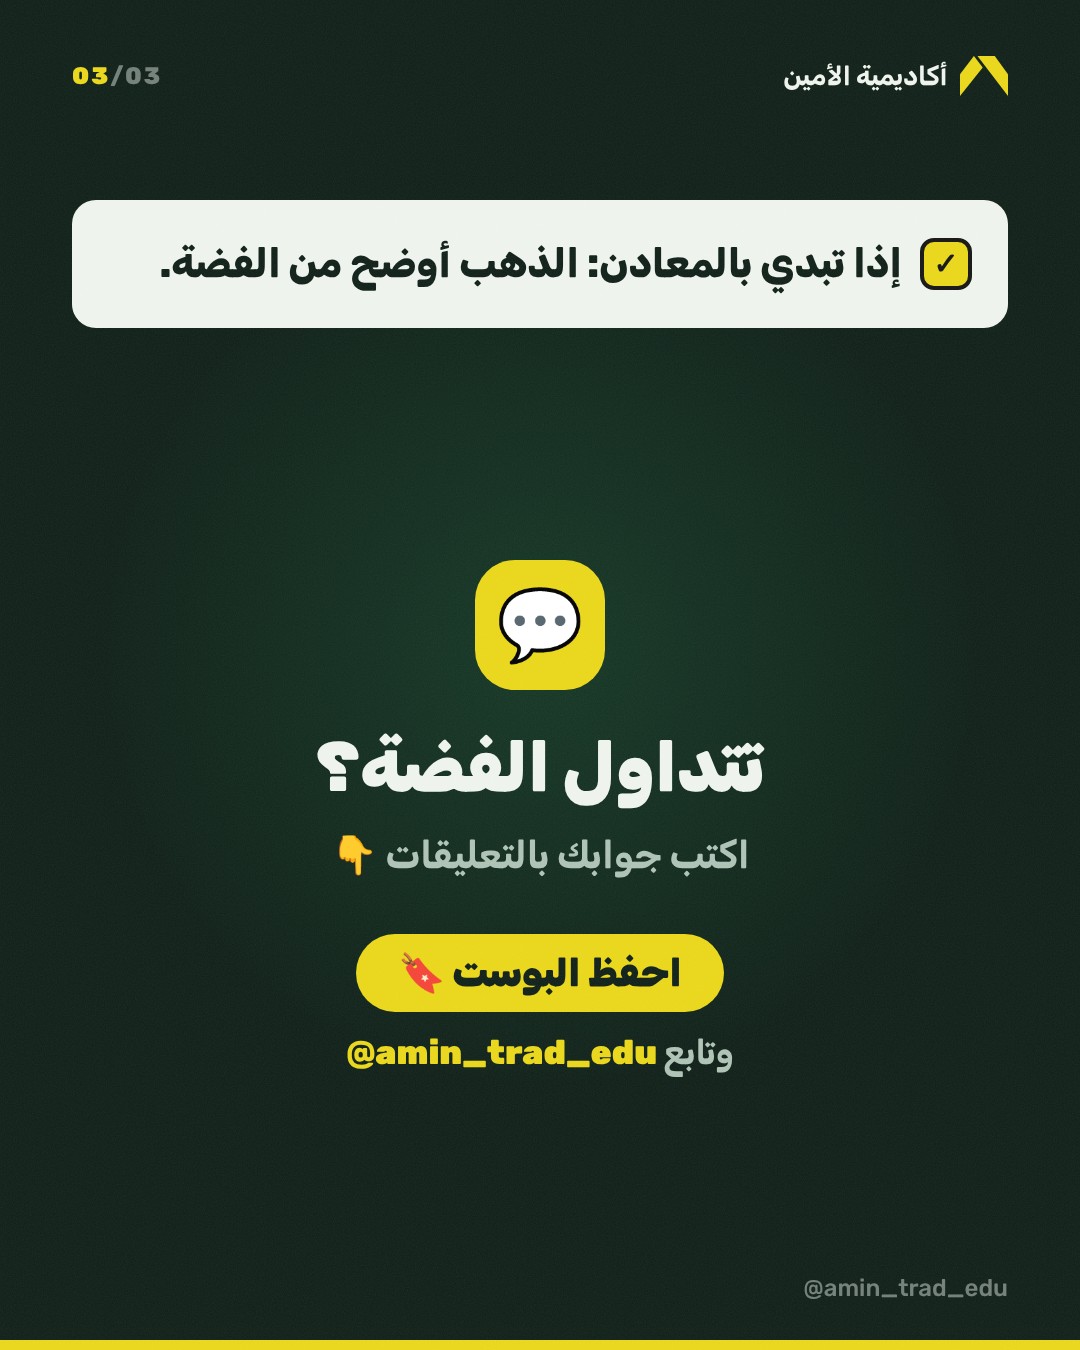 أكاديمية الأمين
03/03
✓ إذا تبدي بالمعادن: الذهب أوضح من الفضة.
تتداول الفضة؟
اكتب جوابك بالتعليقات 👇
احفظ البوست 🔖
وتابع @amin_trad_edu
@amin_trad_edu